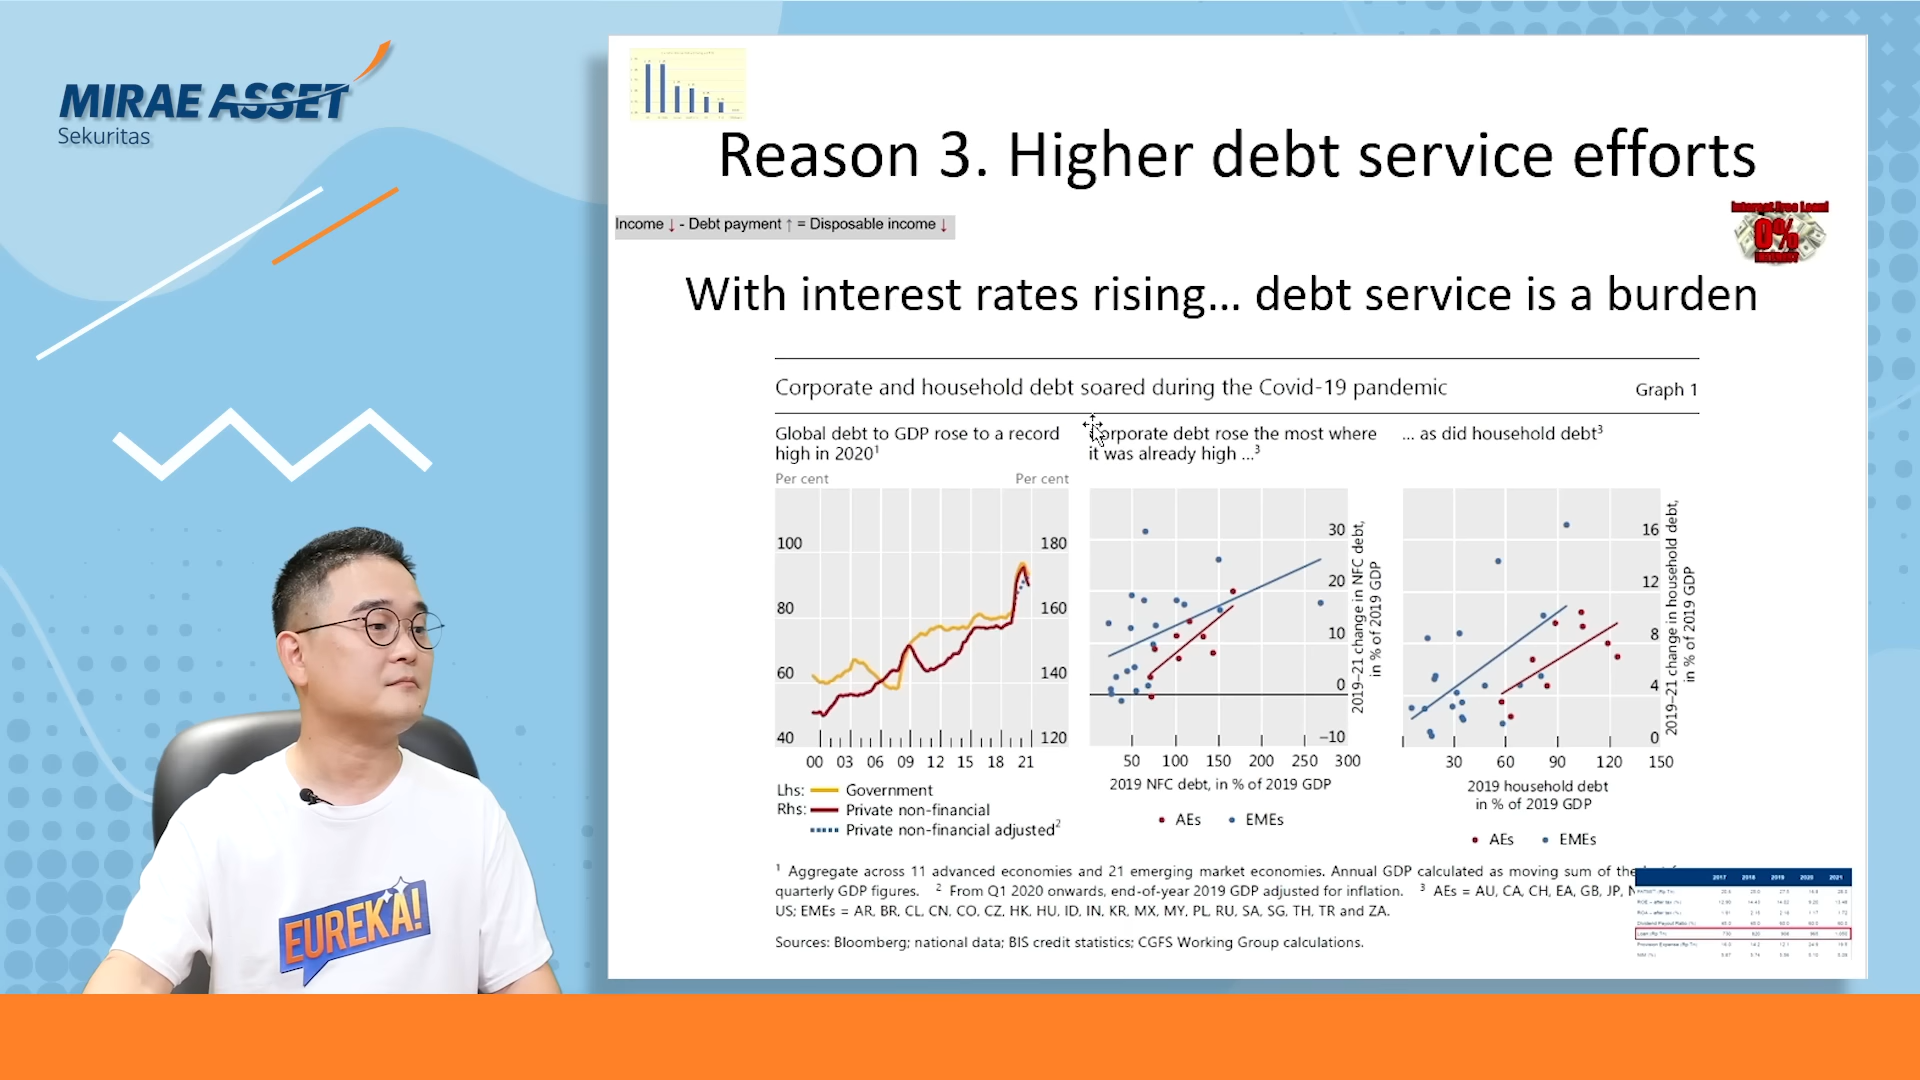 MIRAE ASSET
Sekuritas
Reason 3. Higher debt service efforts
Income ↓ - Debt payment ↑ = Disposable income ↓
Interest Free Loans!
0%
INTEREST
With interest rates rising... debt service is a burden
Corporate and household debt soared during the Covid-19 pandemic
Graph 1
Global debt to GDP rose to a record
high in 2020¹
Per cent
Per cent
100
80
60
40
180
160
140
120
00 03 06 09 12 15 18 21
Lhs: Government
Rhs: Private non-financial
Private non-financial adjusted²
Corporate debt rose the most where
it was already high ...³
30
20
10
0
–10
2019–21 change in NFC debt,
in % of 2019 GDP
50 100 150 200 250 300
2019 NFC debt, in % of 2019 GDP
AEs EMEs
... as did household debt³
16
12
8
4
0
2019–21 change in household debt,
in % of 2019 GDP
30 60 90 120 150
2019 household debt
in % of 2019 GDP
AEs EMEs
¹ Aggregate across 11 advanced economies and 21 emerging market economies. Annual GDP calculated as moving sum of the
quarterly GDP figures. ² From Q1 2020 onwards, end-of-year 2019 GDP adjusted for inflation. ³ AEs = AU, CA, CH, EA, GB, JP,
US; EMEs = AR, BR, CL, CN, CO, CZ, HK, HU, ID, IN, KR, MX, MY, PL, RU, SA, SG, TH, TR and ZA.
Sources: Bloomberg; national data; BIS credit statistics; CGFS Working Group calculations.
2017 2018 2019 2020 2021
EUREKA!